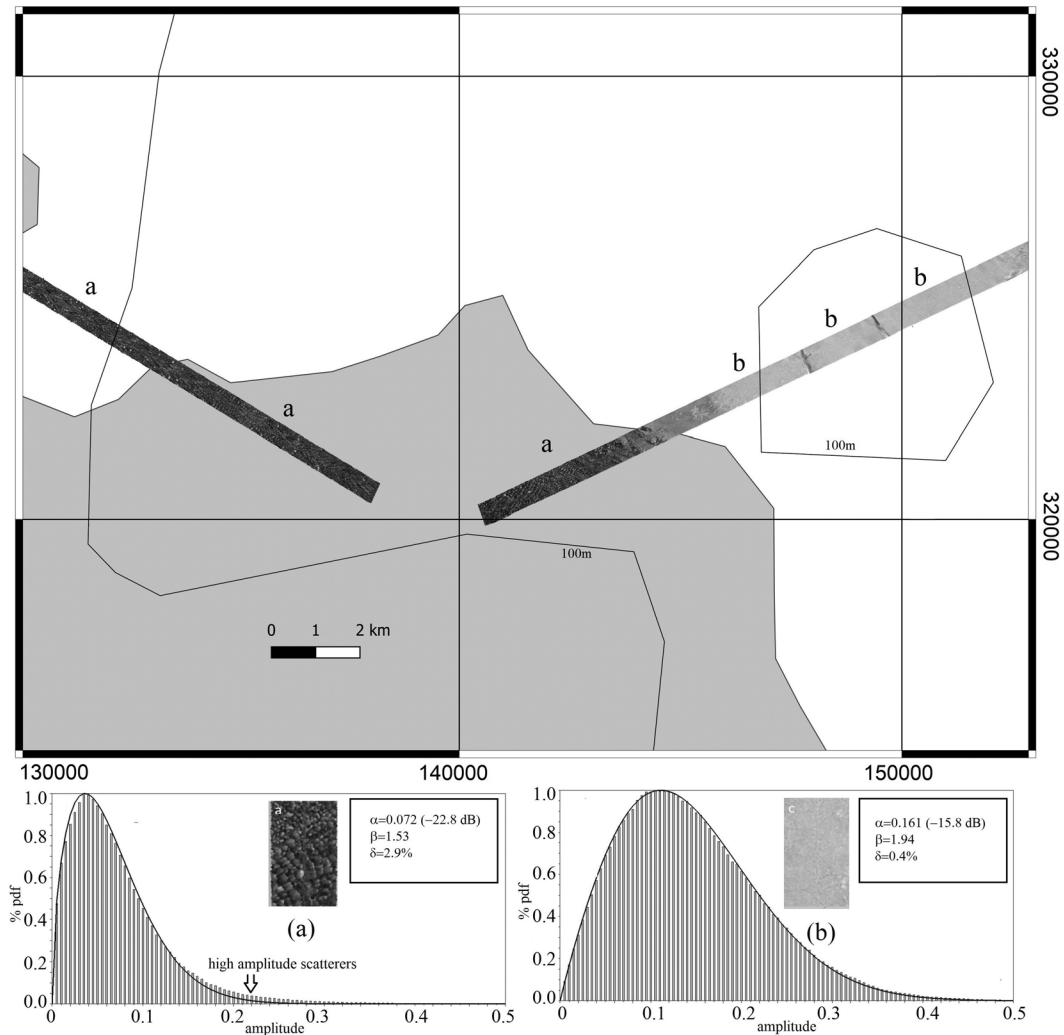 330000
a
b
b
b
a
a
100m
320000
100m
0 1 2 km
130000 140000 150000
1.0
0.8
0.6
0.4
0.2
0.0
% pdf
a
α=0.072 (−22.8 dB)
β=1.53
δ=2.9%
(a)
high amplitude scatterers
0 0.1 0.2 0.3 0.5
amplitude
1.0
0.8
0.6
0.4
0.2
0.0
% pdf
c
α=0.161 (−15.8 dB)
β=1.94
δ=0.4%
(b)
0 0.1 0.2 0.3 0.4 0.5
amplitude